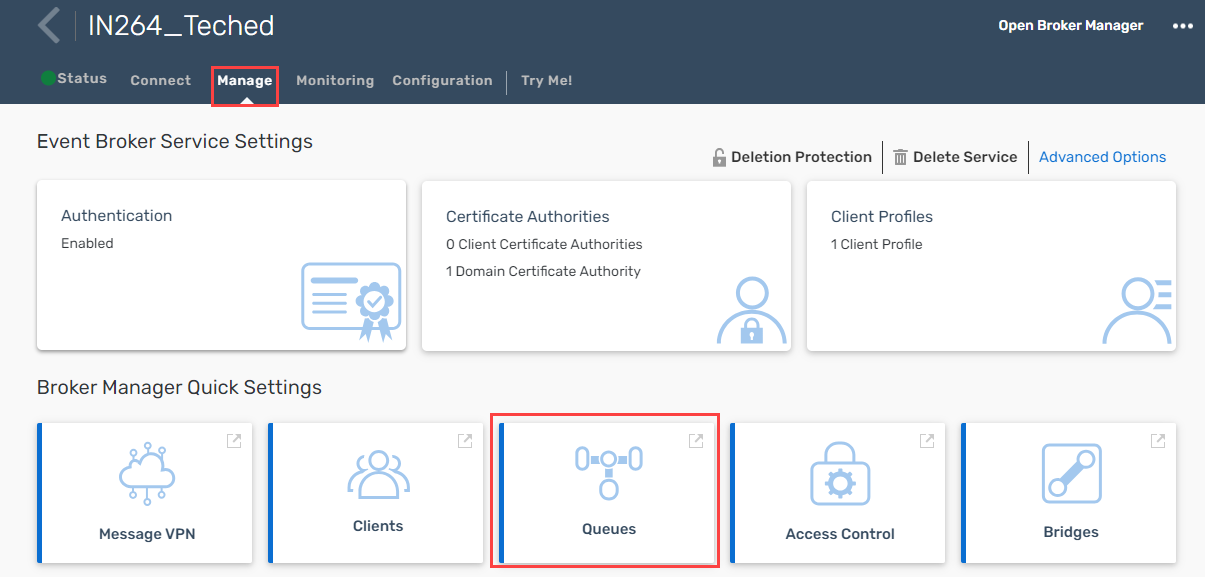 IN264_Teched
Open Broker Manager
Status
Connect
Manage
Monitoring
Configuration
Try Me!
Event Broker Service Settings
Deletion Protection
Delete Service
Advanced Options
Authentication
Enabled
Certificate Authorities
0 Client Certificate Authorities
1 Domain Certificate Authority
Client Profiles
1 Client Profile
Broker Manager Quick Settings
Message VPN
Clients
Queues
Access Control
Bridges